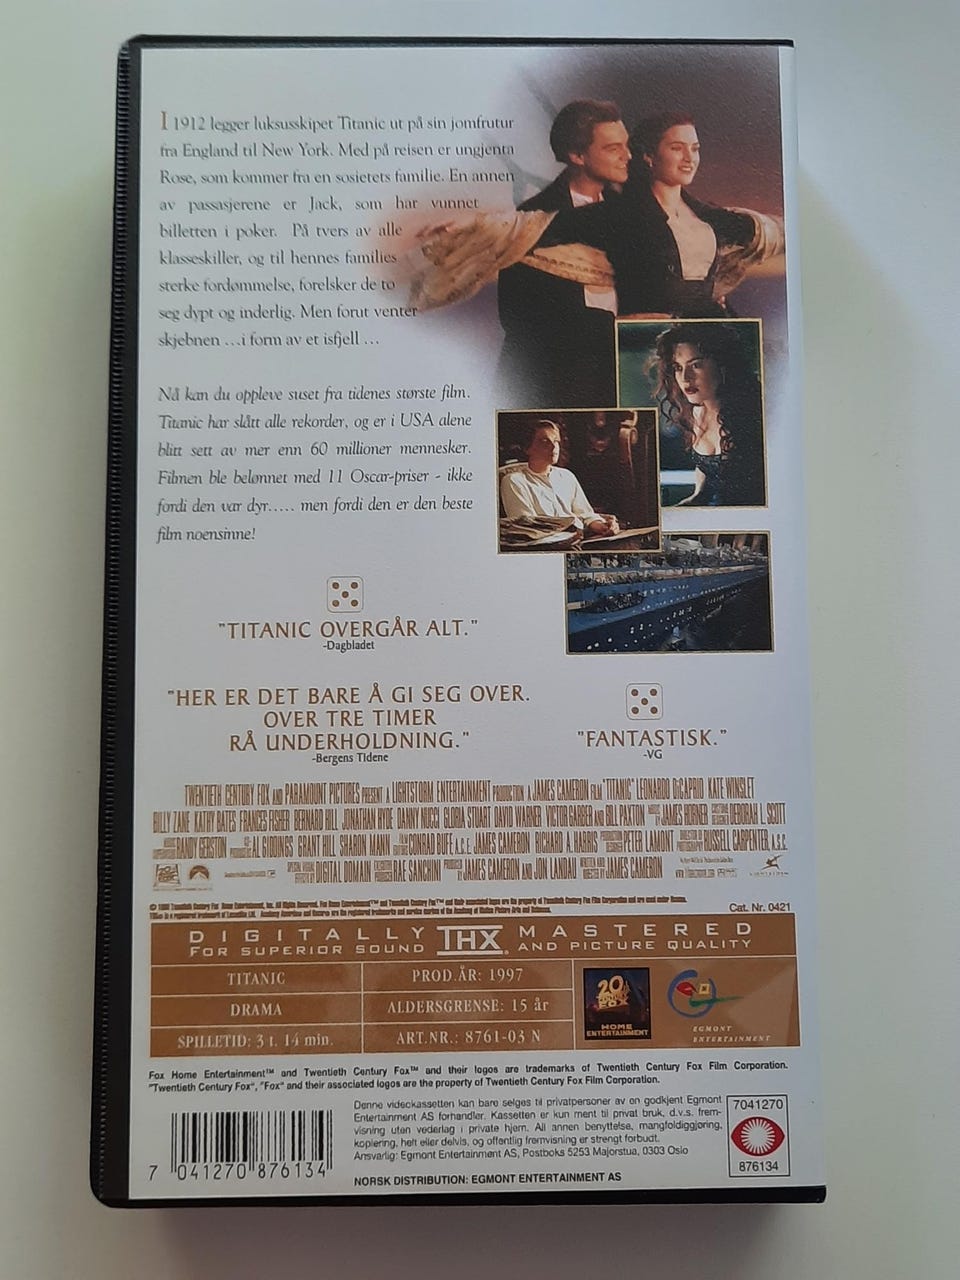 I 1912 legger luksusskipet Titanic ut på sin jomfrutur
fra England til New York. Med på reisen er ungjenta
Rose, som kommer fra en sosietets familie. En annen
av passasjerene er Jack, som har vunnet
billetten i poker. På tvers av alle
klasseskiller, og til hennes families
sterke fordømmelse, forelsker de to
seg dypt og inderlig. Men forut venter
skjebnen ...i form av et isfjell ...
Nå kan du oppleve suset fra tidenes største film.
Titanic har slått alle rekorder, og er i USA alene
blitt sett av mer enn 60 millioner mennesker.
Filmen ble belønnet med 11 Oscar-priser - ikke
fordi den var dyr..... men fordi den er den beste
film noensinne!
"TITANIC OVERGÅR ALT."
-Dagbladet
"HER ER DET BARE Å GI SEG OVER.
OVER TRE TIMER
RÅ UNDERHOLDNING."
-Bergens Tidene
"FANTASTISK."
-VG
TWENTIETH CENTURY FOX AND PARAMOUNT PICTURES PRESENT A LIGHTSTORM ENTERTAINMENT PRODUCTION A JAMES CAMERON FILM "TITANIC" LEONARDO DiCAPRIO KATE WINSLET
BILLY ZANE KATHY BATES FRANCES FISHER BERNARD HILL JONATHAN HYDE DANNY NUCCI GLORIA STUART DAVID WARNER VICTOR GARBER AND BILL PAXTON MUSIC BY JAMES HORNER COSTUME DESIGNER DEBORAH L. SCOTT
RANDY GERSTON AL GIDDINGS GRANT HILL SHARON MANN CONRAD BUFF A.C.E. JAMES CAMERON RICHARD A. HARRIS PETER LAMONT RUSSELL CARPENTER, A.S.C.
DIGITAL DOMAIN RAE SANCHINI JAMES CAMERON AND JON LANDAU JAMES CAMERON
Cat. Nr. 0421
DIGITALLY THX MASTERED
FOR SUPERIOR SOUND AND PICTURE QUALITY
TITANIC PROD.ÅR: 1997
DRAMA ALDERSGRENSE: 15 år
SPILLETID: 3 t. 14 min. ART.NR.: 8761-03 N
20th CENTURY FOX
HOME
ENTERTAINMENT
EGMONT
ENTERTAINMENT
Fox Home Entertainment™ and Twentieth Century Fox™ and their logos are trademarks of Twentieth Century Fox Film Corporation.
"Twentieth Century Fox", "Fox" and their associated logos are the property of Twentieth Century Fox Film Corporation.
Denne videokassetten kan bare selges til privatpersoner av en godkjent Egmont
Entertainment AS forhandler. Kassetten er kun ment til privat bruk, d.v.s. frem-
visning uten vederlag i private hjem. All annen benyttelse, mangfoldiggjøring,
kopiering, helt eller delvis, og offentlig fremvisning er strengt forbudt.
Ansvarlig: Egmont Entertainment AS, Postboks 5253 Majorstua, 0303 Oslo
NORSK DISTRIBUTION: EGMONT ENTERTAINMENT AS
7 041270 876134
7041270
876134